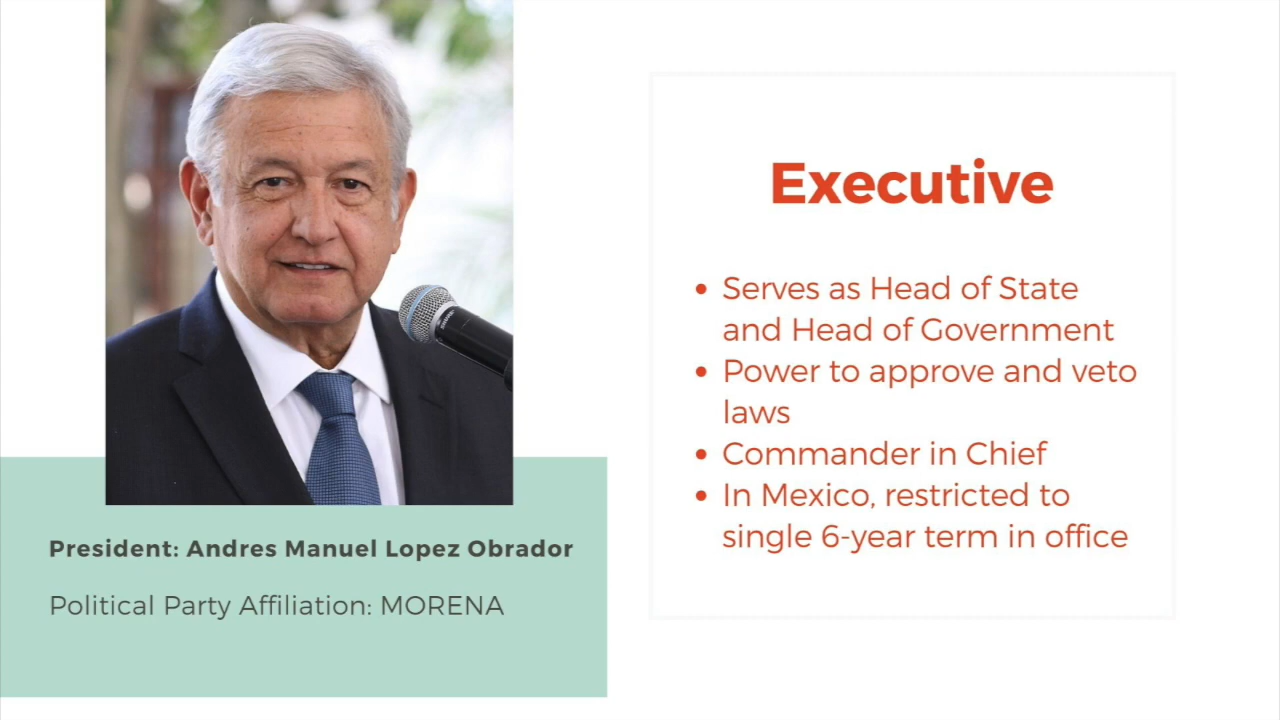 Executive
• Serves as Head of State
and Head of Government
• Power to approve and veto
laws
• Commander in Chief
• In Mexico, restricted to
single 6-year term in office
President: Andres Manuel Lopez Obrador
Political Party Affiliation: MORENA
SHURE